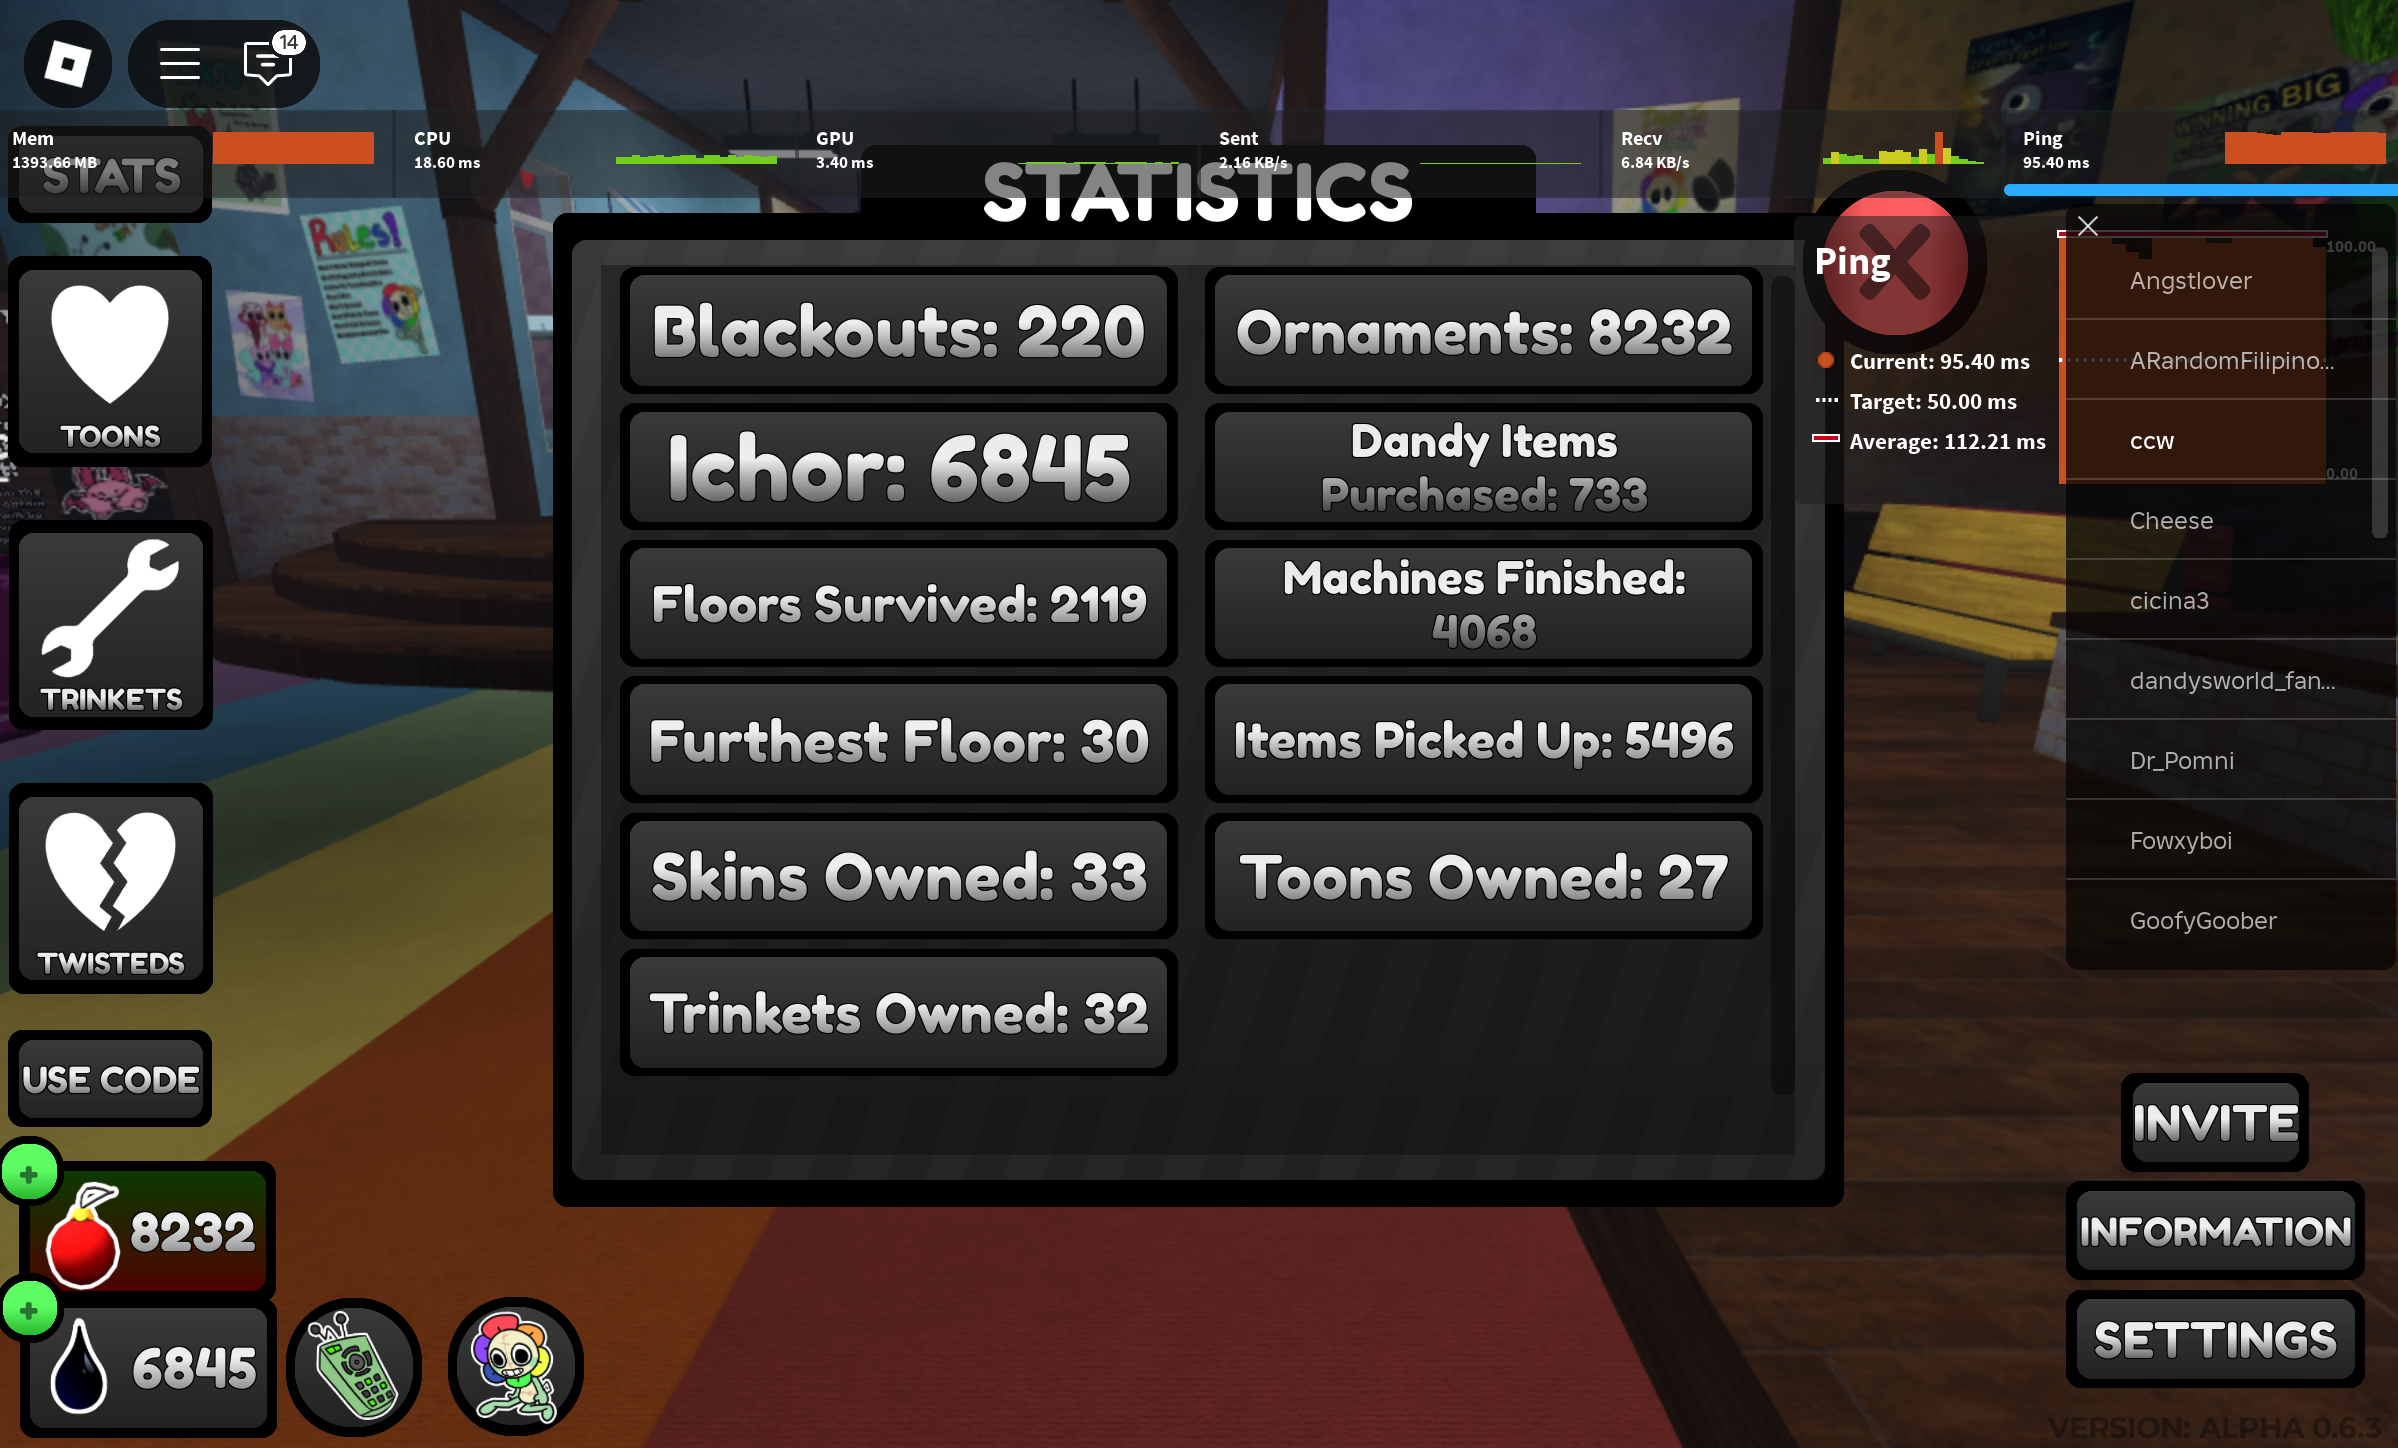 14
Mem
1393.66 MB
CPU
18.60 ms
GPU
3.40 ms
Sent
2.16 KB/s
Recv
6.84 KB/s
Ping
95.40 ms
STATS
STATISTICS
Rules!
WINNING BIG
Blackouts: 220
Ornaments: 8232
Ichor: 6845
Dandy Items
Purchased: 733
Floors Survived: 2119
Machines Finished:
4068
Furthest Floor: 30
Items Picked Up: 5496
Skins Owned: 33
Toons Owned: 27
Trinkets Owned: 32
TOONS
TRINKETS
TWISTEDS
USE CODE
8232
6845
Ping
Current: 95.40 ms
Target: 50.00 ms
Average: 112.21 ms
100.00
0.00
Angstlover
ARandomFilipino...
ccw
Cheese
cicina3
dandysworld_fan...
Dr_Pomni
Fowxyboi
GoofyGoober
INVITE
INFORMATION
SETTINGS
VERSION: ALPHA 0.6.3